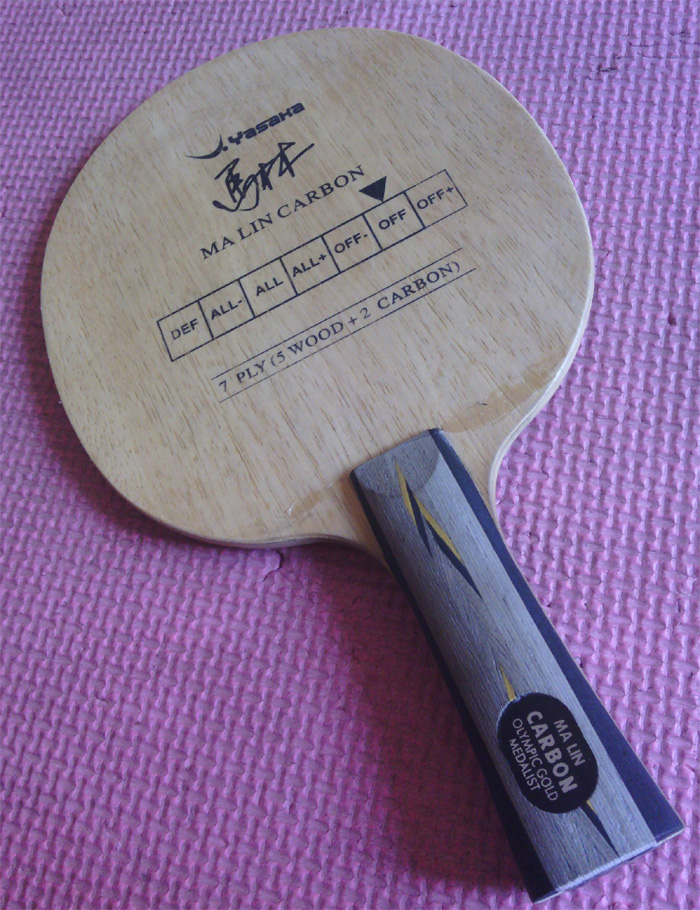 Yasaka
馬林
MA LIN CARBON
DEF ALL- ALL ALL+ OFF- OFF OFF+
7 PLY (5 WOOD + 2 CARBON)
MA LIN
CARBON
OLYMPIC GOLD
MEDALIST